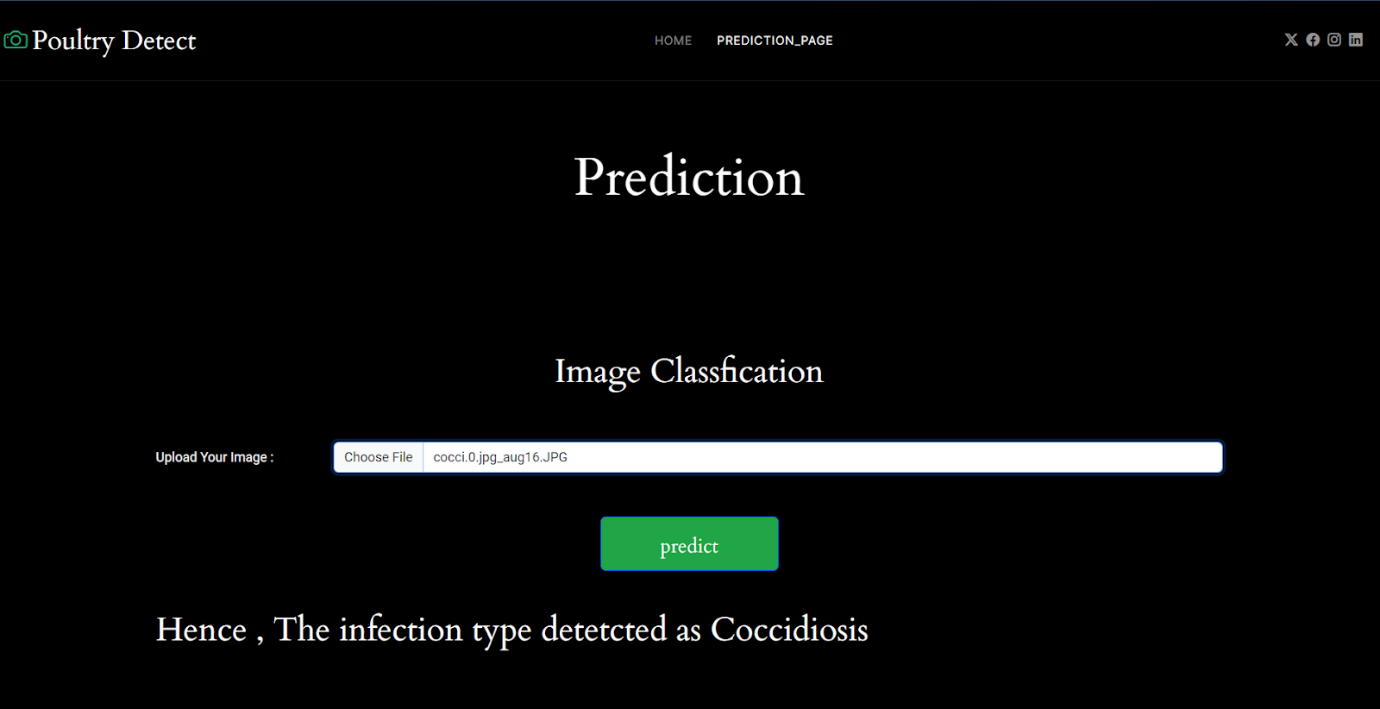 Poultry Detect
HOME PREDICTION_PAGE
Prediction
Image Classfication
Upload Your Image :
Choose File cocci.0.jpg_aug16.JPG
predict
Hence , The infection type detetcted as Coccidiosis